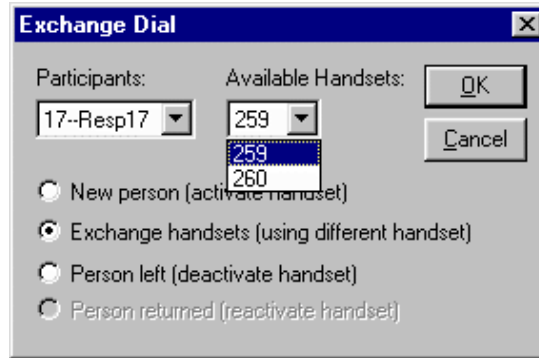 Exchange Dial
Participants: Available Handsets:
17--Resp17 259
259
260
OK
Cancel
New person (activate handset)
Exchange handsets (using different handset)
Person left (deactivate handset)
Person returned (reactivate handset)